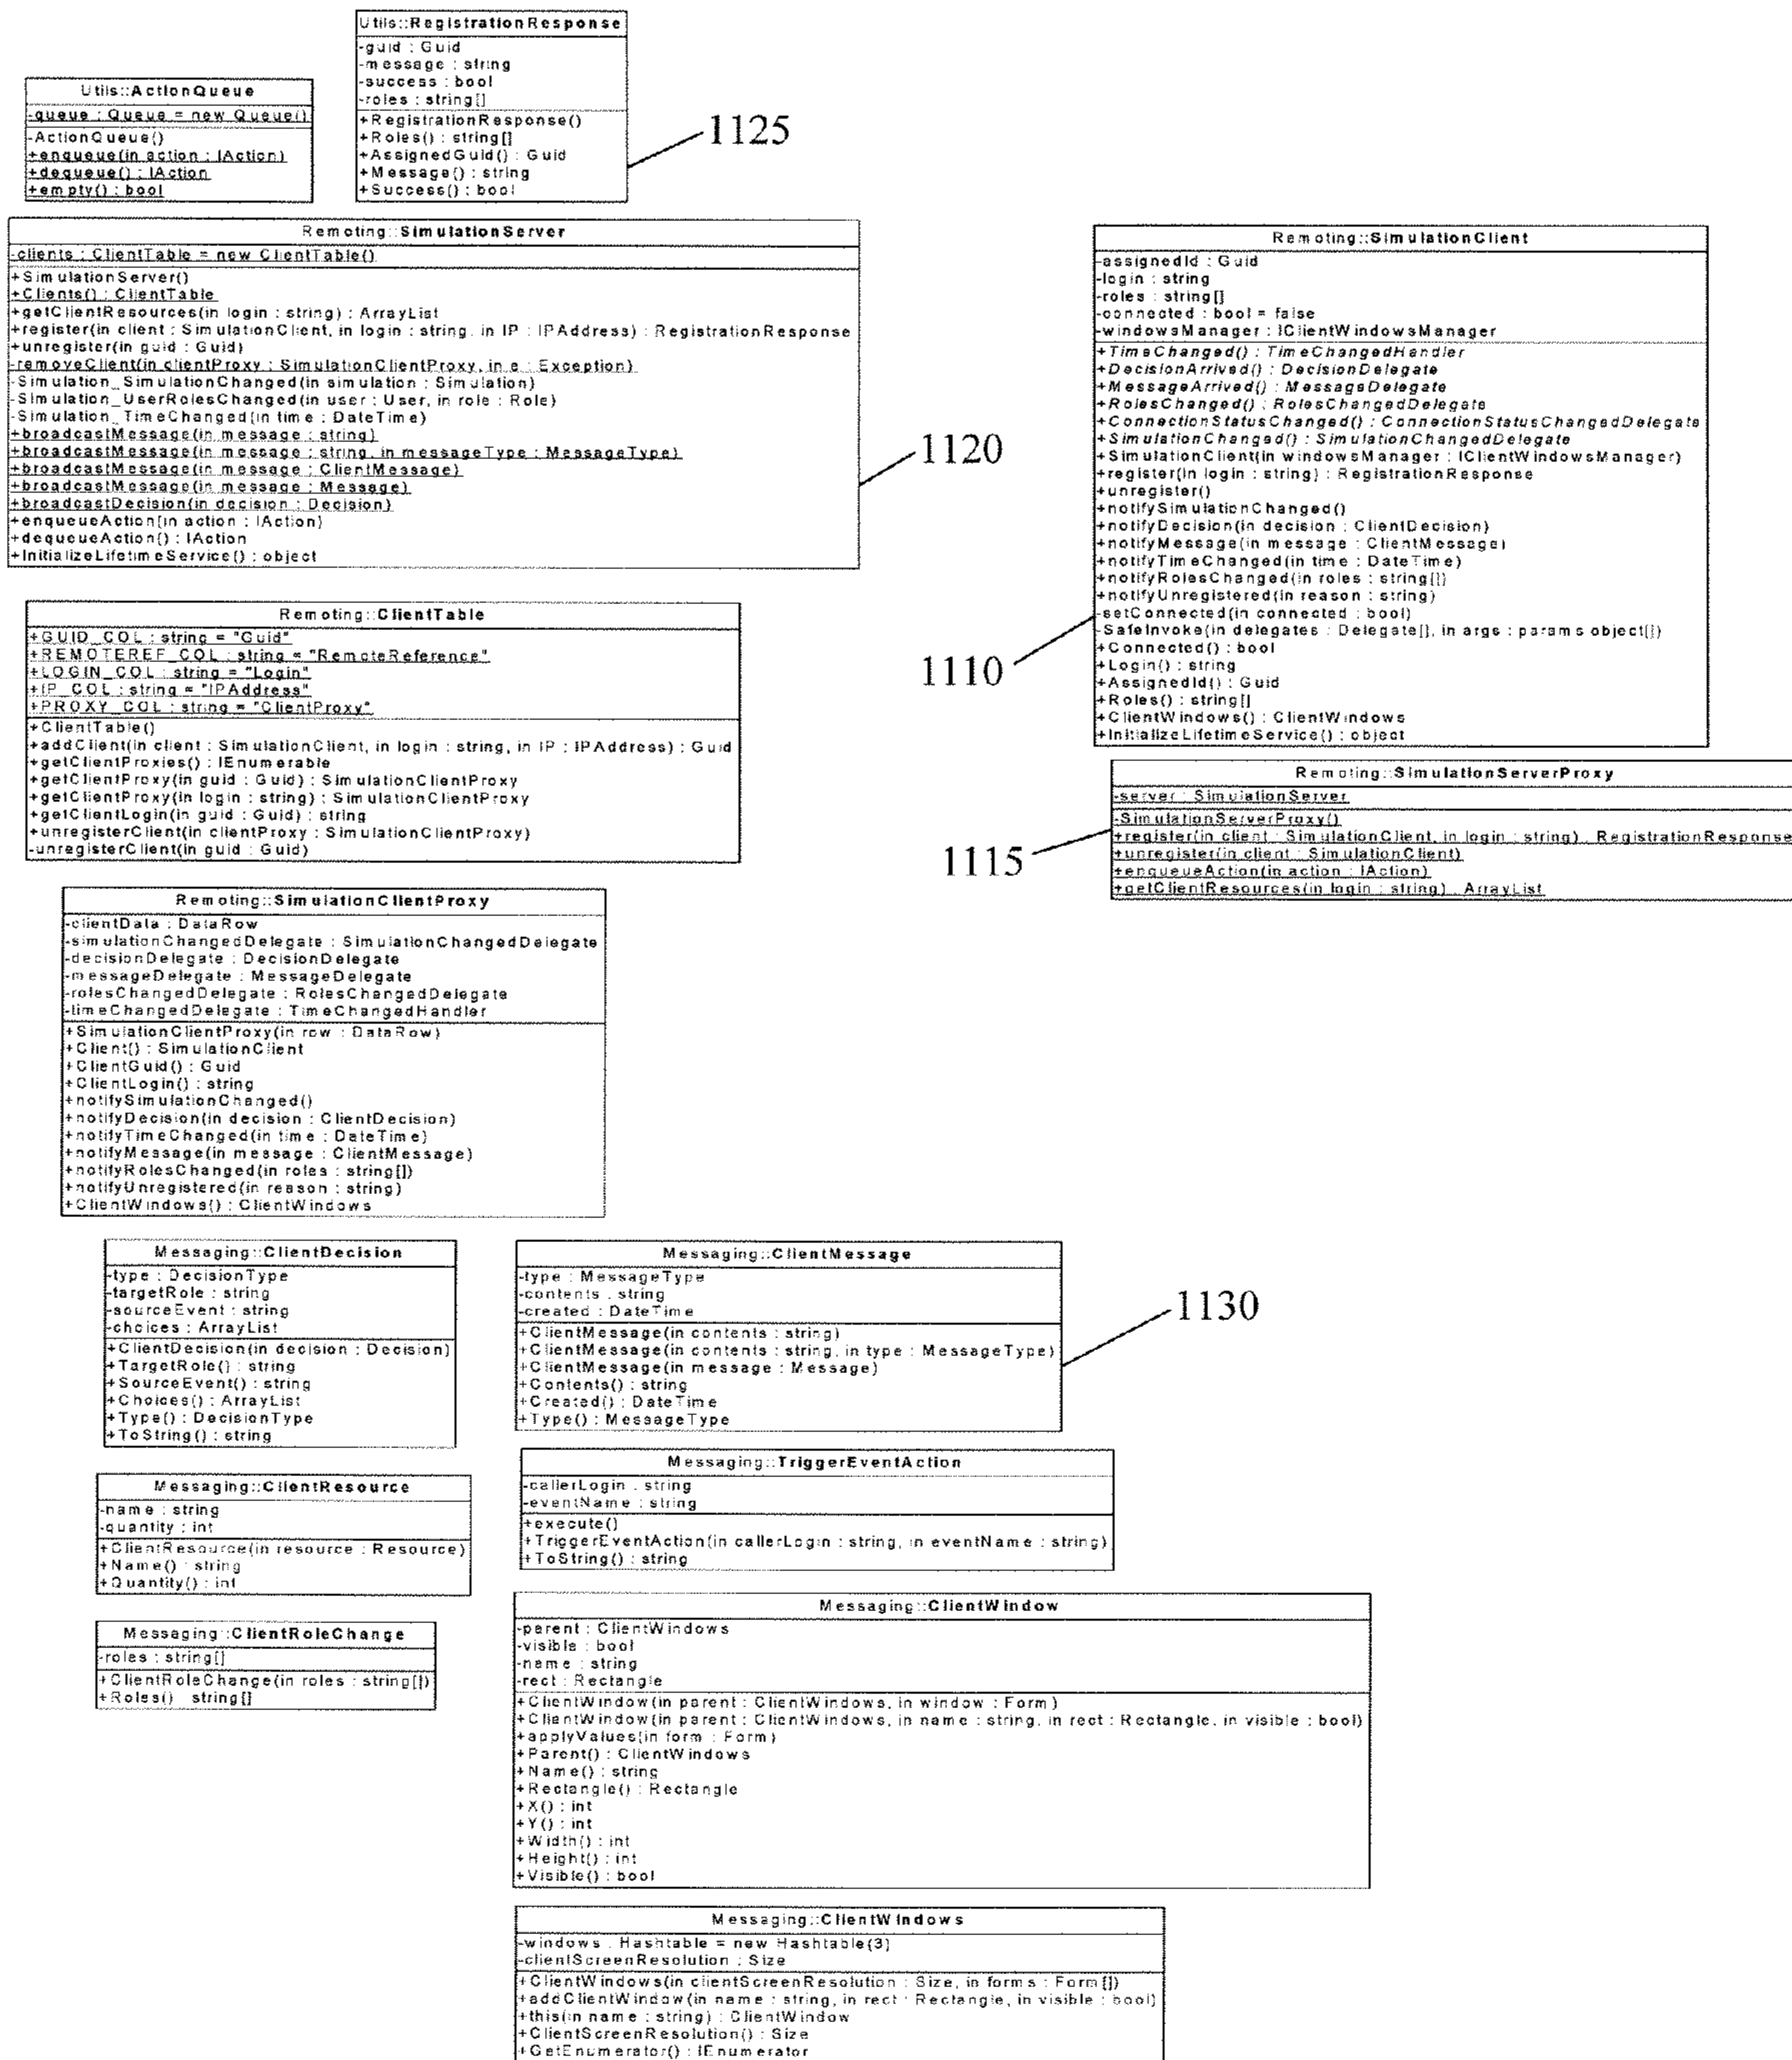 Utils::RegistrationResponse
-guid : Guid
-message : string
-success : bool
-roles : string[]
+RegistrationResponse()
+Roles() : string[]
+AssignedGuid() : Guid
+Message() : string
+Success() : bool
1125
Utils::ActionQueue
-queue : Queue = new Queue()
-ActionQueue()
+enqueue(in action : IAction)
+dequeue() : IAction
+empty() : bool
Remoting::SimulationServer
-clients : ClientTable = new ClientTable()
+SimulationServer()
+Clients() : ClientTable
+getClientResources(in login : string) : ArrayList
+register(in client : SimulationClient, in login : string, in IP : IPAddress) : RegistrationResponse
+unregister(in guid : Guid)
-removeClient(in clientProxy : SimulationClientProxy, in e : Exception)
-Simulation_SimulationChanged(in simulation : Simulation)
-Simulation_UserRolesChanged(in user : User, in role : Role)
-Simulation_TimeChanged(in time : DateTime)
+broadcastMessage(in message : string)
+broadcastMessage(in message : string, in messageType : MessageType)
+broadcastMessage(in message : ClientMessage)
+broadcastMessage(in message : Message)
+broadcastDecision(in decision : Decision)
+enqueueAction(in action : IAction)
+dequeueAction() : IAction
+InitializeLifetimeService() : object
1120
Remoting::SimulationClient
-assignedId : Guid
-login : string
-roles : string[]
-connected : bool = false
-windowsManager : IClientWindowsManager
+TimeChanged() : TimeChangedHandler
+DecisionArrived() : DecisionDelegate
+MessageArrived() : MessageDelegate
+RolesChanged() : RolesChangedDelegate
+ConnectionStatusChanged() : ConnectionStatusChangedDelegate
+SimulationChanged() : SimulationChangedDelegate
+SimulationClient(in windowsManager : IClientWindowsManager)
+register(in login : string) : RegistrationResponse
+unregister()
+notifySimulationChanged()
+notifyDecision(in decision : ClientDecision)
+notifyMessage(in message : ClientMessage)
+notifyTimeChanged(in time : DateTime)
+notifyRolesChanged(in roles : string[])
+notifyUnregistered(in reason : string)
-setConnected(in connected : bool)
-SafeInvoke(in delegates : Delegate[], in args : params object[])
+Connected() : bool
+Login() : string
+AssignedId() : Guid
+Roles() : string[]
+ClientWindows() : ClientWindows
+InitializeLifetimeService() : object
1110
Remoting::ClientTable
+GUID_COL : string = "Guid"
+REMOTEREF_COL : string = "RemoteReference"
+LOGIN_COL : string = "Login"
+IP_COL : string = "IPAddress"
+PROXY_COL : string = "ClientProxy"
+ClientTable()
+addClient(in client : SimulationClient, in login : string, in IP : IPAddress) : Guid
+getClientProxies() : IEnumerable
+getClientProxy(in guid : Guid) : SimulationClientProxy
+getClientProxy(in login : string) : SimulationClientProxy
+getClientLogin(in guid : Guid) : string
+unregisterClient(in clientProxy : SimulationClientProxy)
-unregisterClient(in guid : Guid)
Remoting::SimulationServerProxy
-server : SimulationServer
-SimulationServerProxy()
+register(in client : SimulationClient, in login : string) : RegistrationResponse
+unregister(in client : SimulationClient)
+enqueueAction(in action : IAction)
+getClientResources(in login : string) : ArrayList
1115
Remoting::SimulationClientProxy
-clientData : DataRow
-simulationChangedDelegate : SimulationChangedDelegate
-decisionDelegate : DecisionDelegate
-messageDelegate : MessageDelegate
-rolesChangedDelegate : RolesChangedDelegate
-timeChangedDelegate : TimeChangedHandler
+SimulationClientProxy(in row : DataRow)
+Client() : SimulationClient
+ClientGuid() : Guid
+ClientLogin() : string
+notifySimulationChanged()
+notifyDecision(in decision : ClientDecision)
+notifyTimeChanged(in time : DateTime)
+notifyMessage(in message : ClientMessage)
+notifyRolesChanged(in roles : string[])
+notifyUnregistered(in reason : string)
+ClientWindows() : ClientWindows
Messaging::ClientDecision
-type : DecisionType
-targetRole : string
-sourceEvent : string
-choices : ArrayList
+ClientDecision(in decision : Decision)
+TargetRole() : string
+SourceEvent() : string
+Choices() : ArrayList
+Type() : DecisionType
+ToString() : string
Messaging::ClientMessage
-type : MessageType
-contents : string
-created : DateTime
+ClientMessage(in contents : string)
+ClientMessage(in contents : string, in type : MessageType)
+ClientMessage(in message : Message)
+Contents() : string
+Created() : DateTime
+Type() : MessageType
1130
Messaging::ClientResource
-name : string
-quantity : int
+ClientResource(in resource : Resource)
+Name() : string
+Quantity() : int
Messaging::TriggerEventAction
-callerLogin : string
-eventName : string
+execute()
+TriggerEventAction(in callerLogin : string, in eventName : string)
+ToString() : string
Messaging::ClientRoleChange
-roles : string[]
+ClientRoleChange(in roles : string[])
+Roles() : string[]
Messaging::ClientWindow
-parent : ClientWindows
-visible : bool
-name : string
-rect : Rectangle
+ClientWindow(in parent : ClientWindows, in window : Form)
+ClientWindow(in parent : ClientWindows, in name : string, in rect : Rectangle, in visible : bool)
+applyValues(in form : Form)
+Parent() : ClientWindows
+Name() : string
+Rectangle() : Rectangle
+X() : int
+Y() : int
+Width() : int
+Height() : int
+Visible() : bool
Messaging::ClientWindows
-windows : Hashtable = new Hashtable(3)
-clientScreenResolution : Size
+ClientWindows(in clientScreenResolution : Size, in forms : Form[])
+addClientWindow(in name : string, in rect : Rectangle, in visible : bool)
+this(in name : string) : ClientWindow
+ClientScreenResolution() : Size
+GetEnumerator() : IEnumerator